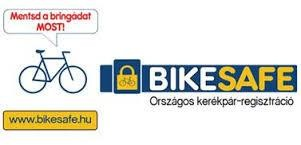 Mentsd a bringádat
MOST!
BIKESAFE
Országos kerékpár-regisztráció
www.bikesafe.hu